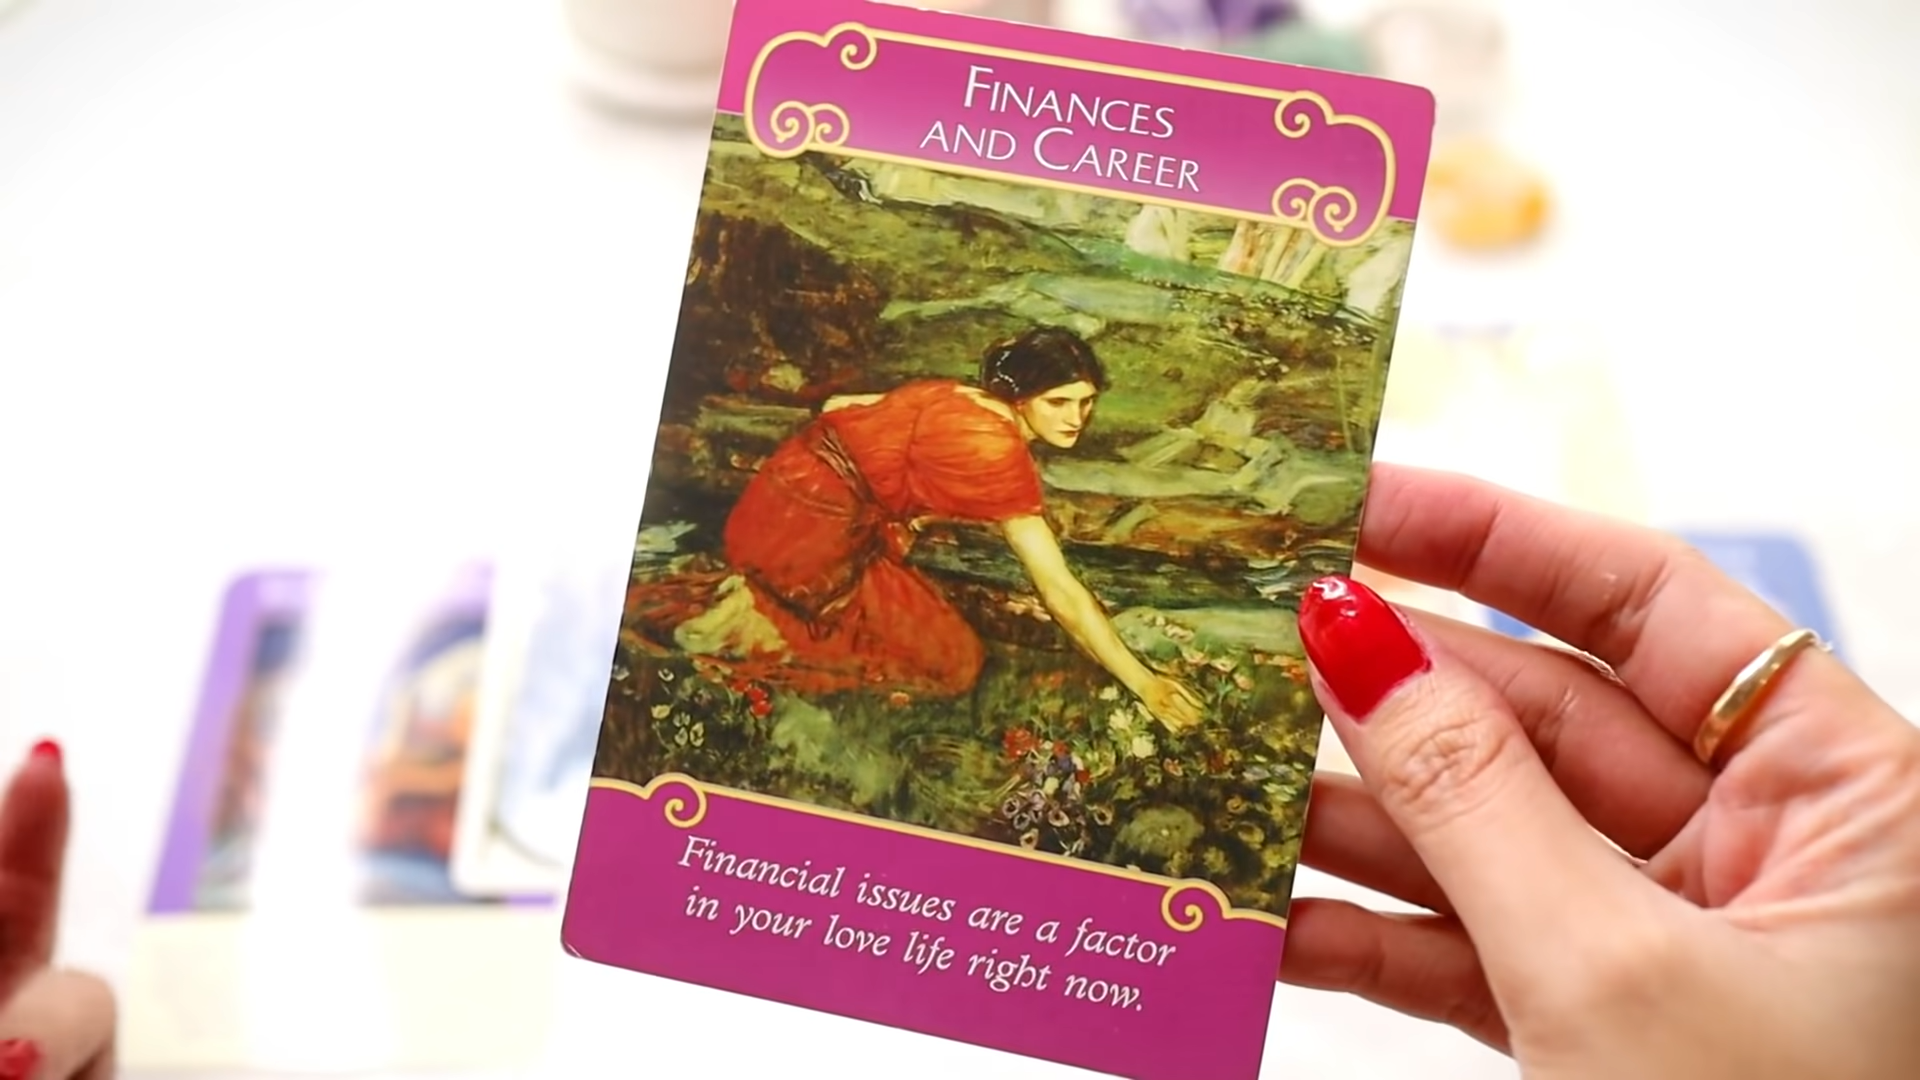 FINANCES
AND CAREER
Financial issues are a factor
in your love life right now.